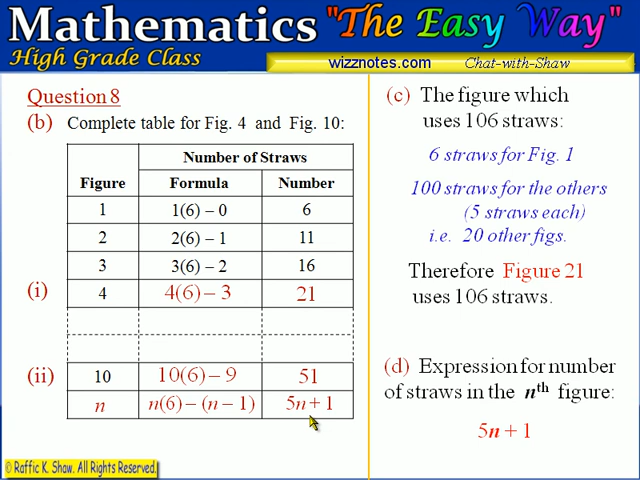 Mathematics "The Easy Way"
High Grade Class
wizznotes.com Chat-with-Shaw
Question 8
(b) Complete table for Fig. 4 and Fig. 10:
Number of Straws
Figure Formula Number
1 1(6) – 0 6
2 2(6) – 1 11
3 3(6) – 2 16
(i) 4 4(6) – 3 21
(ii) 10 10(6) – 9 51
n n(6) – (n – 1) 5n + 1
(c) The figure which
uses 106 straws:
6 straws for Fig. 1
100 straws for the others
(5 straws each)
i.e. 20 other figs.
Therefore Figure 21
uses 106 straws.
(d) Expression for number
of straws in the nth figure:
5n + 1
© Raffic K. Shaw. All Rights Reserved.